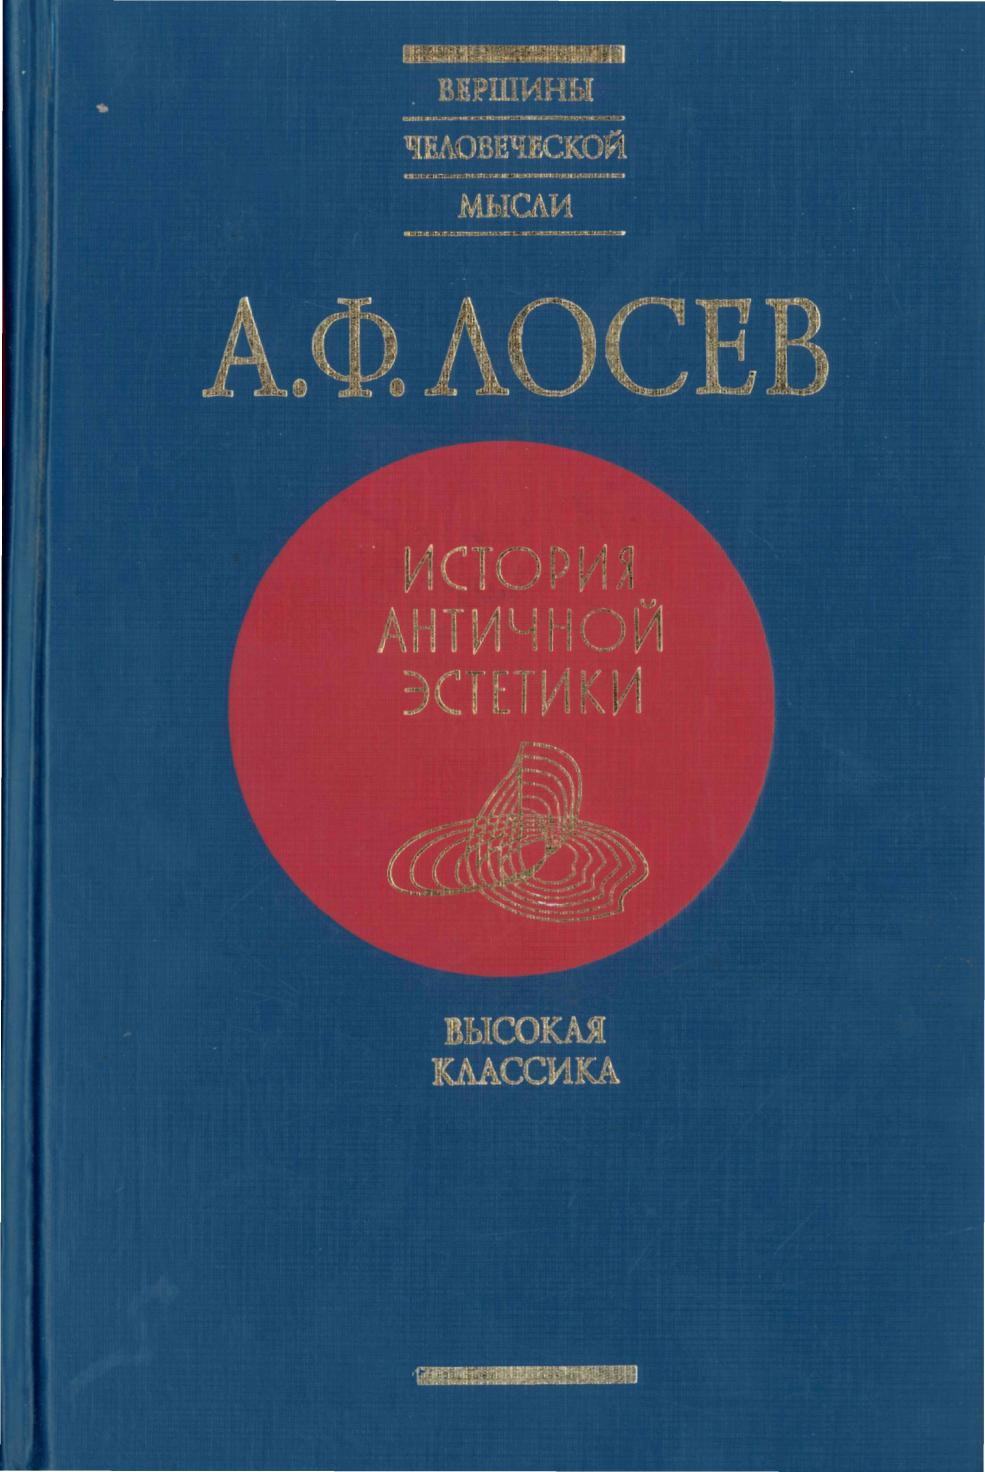 ВЕРШИНЫ
ЧЕЛОВЕЧЕСКОЙ
МЫСЛИ
А.Ф. ЛОСЕВ
ИСТОРИЯ
АНТИЧНОЙ
ЭСТЕТИКИ
ВЫСОКАЯ
КЛАССИКА